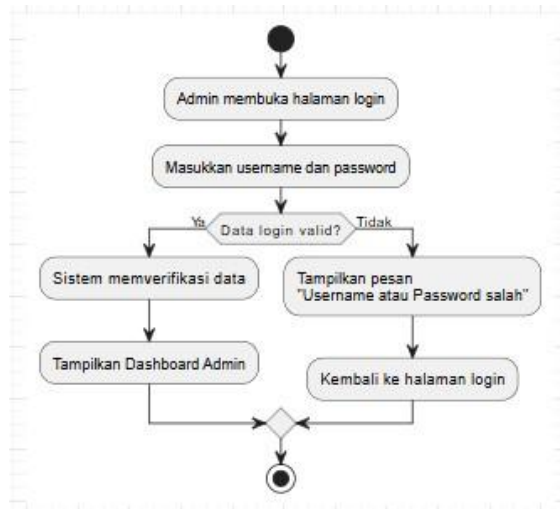 Admin membuka halaman login
Masukkan username dan password
Ya
Data login valid?
Tidak
Sistem memverifikasi data
Tampilkan pesan
"Username atau Password salah"
Tampilkan Dashboard Admin
Kembali ke halaman login